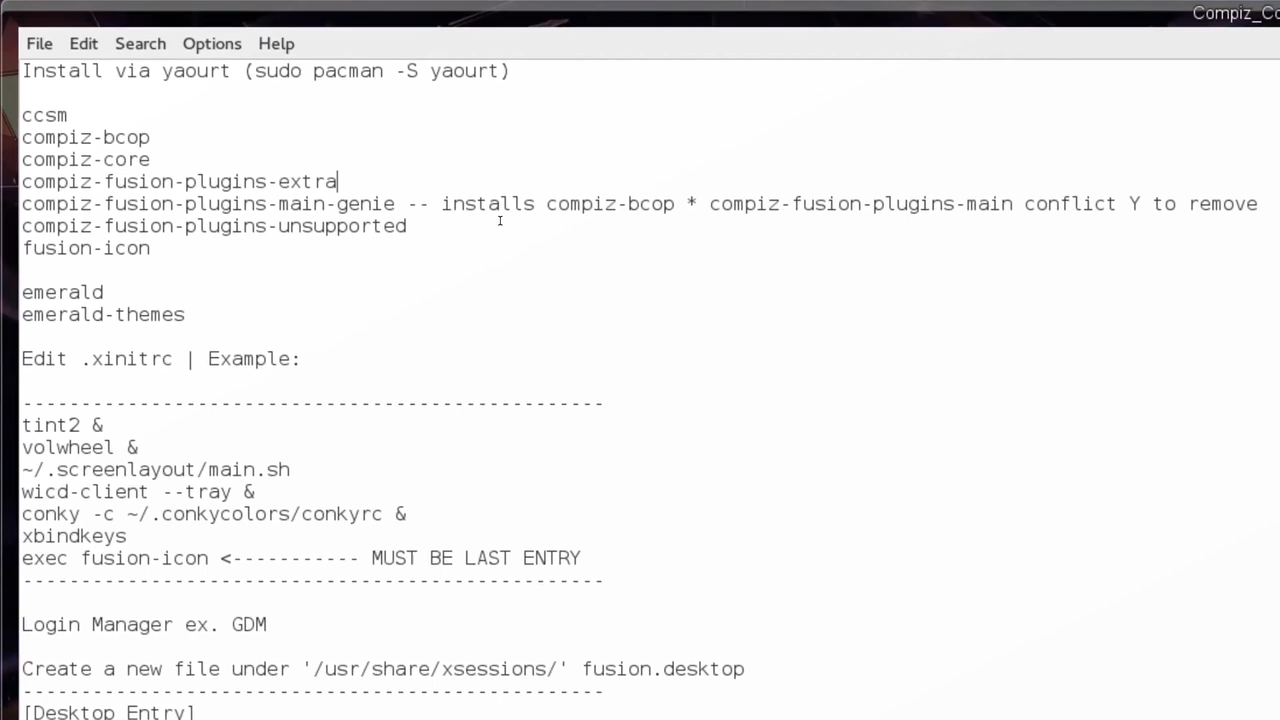 Compiz_Co
File Edit Search Options Help
Install via yaourt (sudo pacman -S yaourt)
ccsm
compiz-bcop
compiz-core
compiz-fusion-plugins-extra
compiz-fusion-plugins-main-genie -- installs compiz-bcop * compiz-fusion-plugins-main conflict Y to remove
compiz-fusion-plugins-unsupported
fusion-icon
emerald
emerald-themes
Edit .xinitrc | Example:
--------------------------------------------------
tint2 &
volwheel &
~/.screenlayout/main.sh
wicd-client --tray &
conky -c ~/.conkycolors/conkyrc &
xbindkeys
exec fusion-icon <----------- MUST BE LAST ENTRY
--------------------------------------------------
Login Manager ex. GDM
Create a new file under '/usr/share/xsessions/' fusion.desktop
--------------------------------------------------
[Desktop Entry]